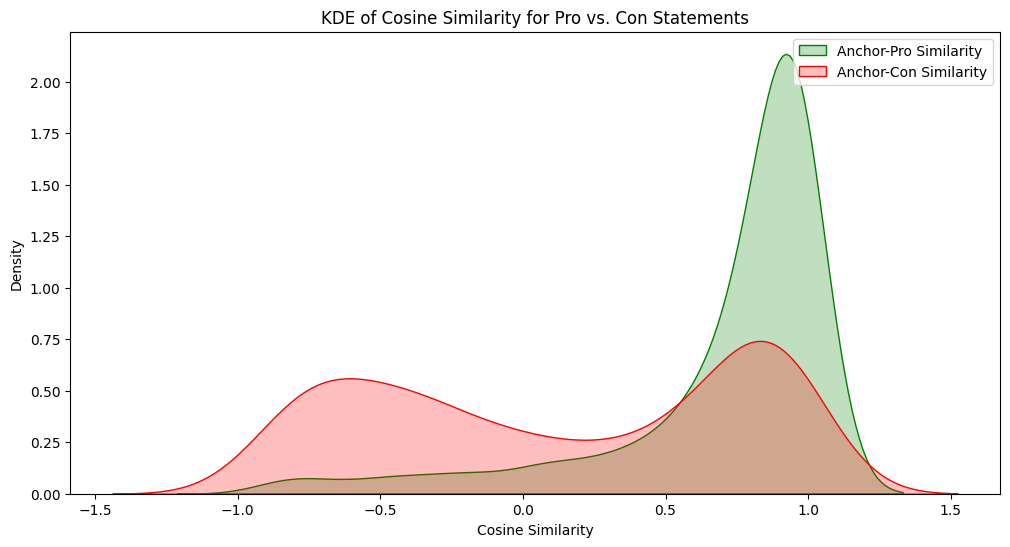 KDE of Cosine Similarity for Pro vs. Con Statements
Anchor-Pro Similarity
Anchor-Con Similarity
Density
2.00
1.75
1.50
1.25
1.00
0.75
0.50
0.25
0.00
−1.5 −1.0 −0.5 0.0 0.5 1.0 1.5
Cosine Similarity